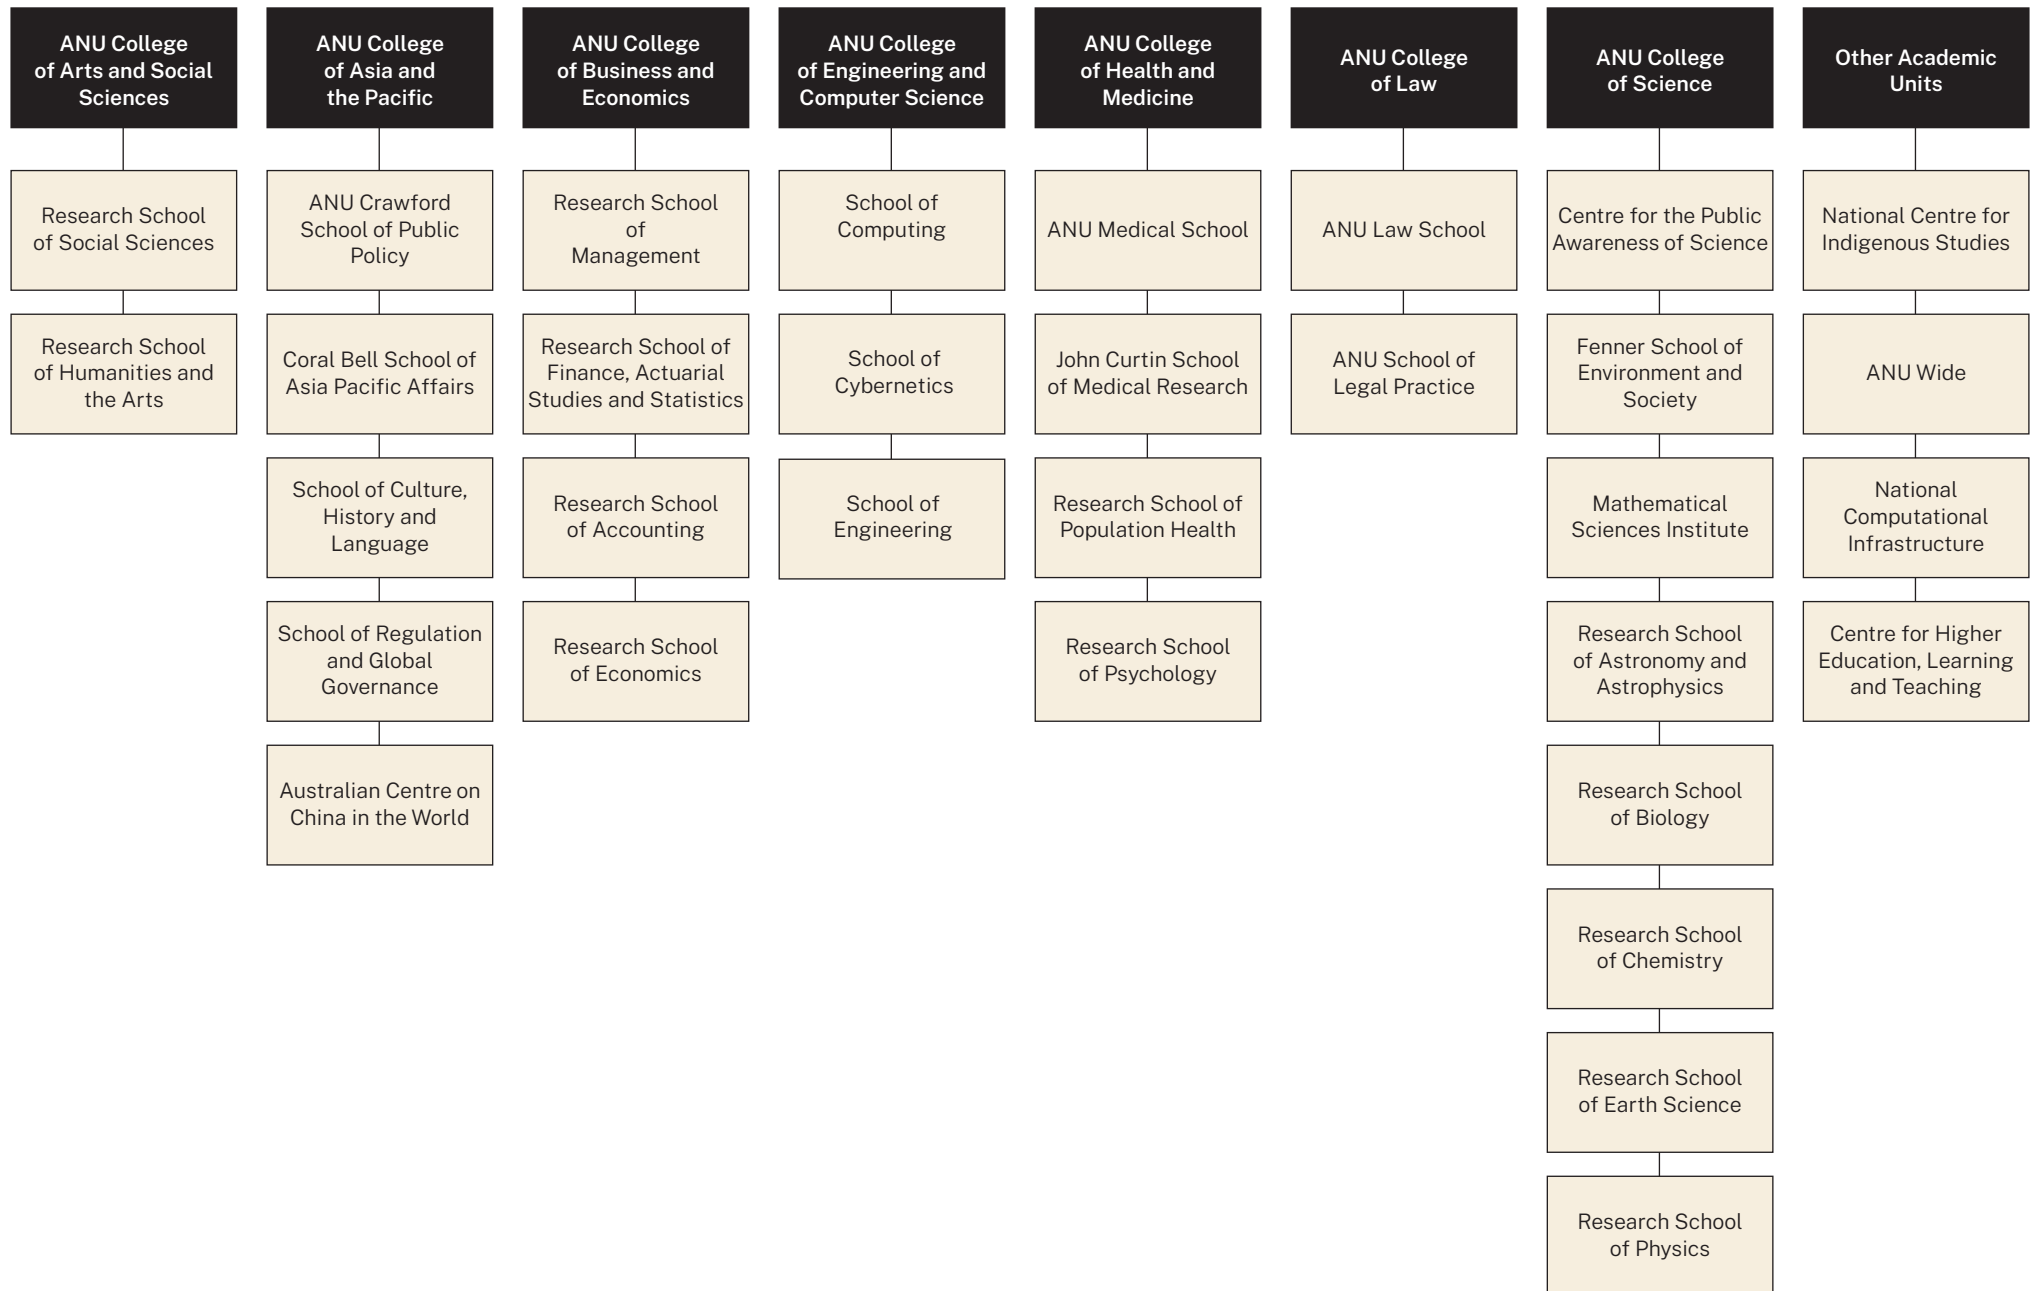 ANU College
of Arts and Social
Sciences
Research School
of Social Sciences
Research School
of Humanities and
the Arts
ANU College
of Asia and
the Pacific
ANU Crawford
School of Public
Policy
Coral Bell School of
Asia Pacific Affairs
School of Culture,
History and
Language
School of Regulation
and Global
Governance
Australian Centre on
China in the World
ANU College
of Business and
Economics
Research School
of
Management
Research School of
Finance, Actuarial
Studies and Statistics
Research School
of Accounting
Research School
of Economics
ANU College
of Engineering and
Computer Science
School of
Computing
School of
Cybernetics
School of
Engineering
ANU College
of Health and
Medicine
ANU Medical School
John Curtin School
of Medical Research
Research School of
Population Health
Research School
of Psychology
ANU College
of Law
ANU Law School
ANU School of
Legal Practice
ANU College
of Science
Centre for the Public
Awareness of Science
Fenner School of
Environment and
Society
Mathematical
Sciences Institute
Research School
of Astronomy and
Astrophysics
Research School
of Biology
Research School
of Chemistry
Research School
of Earth Science
Research School
of Physics
Other Academic
Units
National Centre for
Indigenous Studies
ANU Wide
National
Computational
Infrastructure
Centre for Higher
Education, Learning
and Teaching